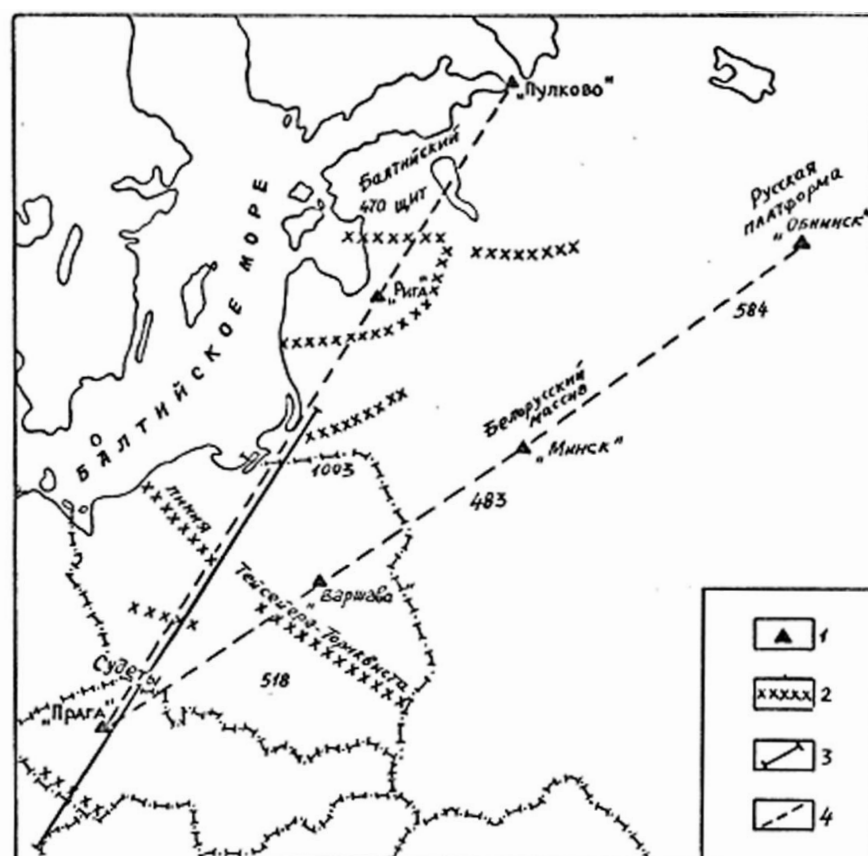 „Пулково"
Балтийский
470 щит
Русская
платформа
„Обнинск"
БАЛТИЙСКОЕ МОРЕ
„Рига"
584
Белорусский
массив
„Минск"
483
1003
линия
Тейсейера-Торнквиста
„Варшава"
Судеты
518
„Прага"
1
2
3
4